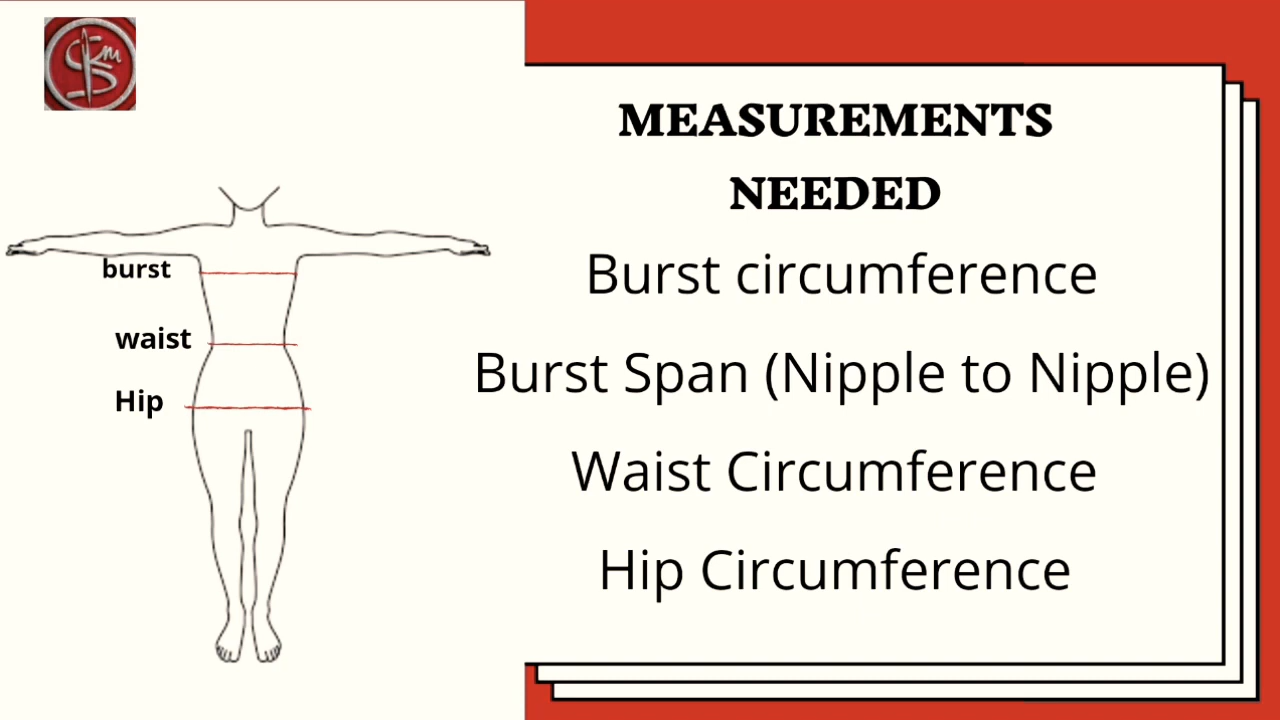 burst
waist
Hip
MEASUREMENTS
NEEDED
Burst circumference
Burst Span (Nipple to Nipple)
Waist Circumference
Hip Circumference